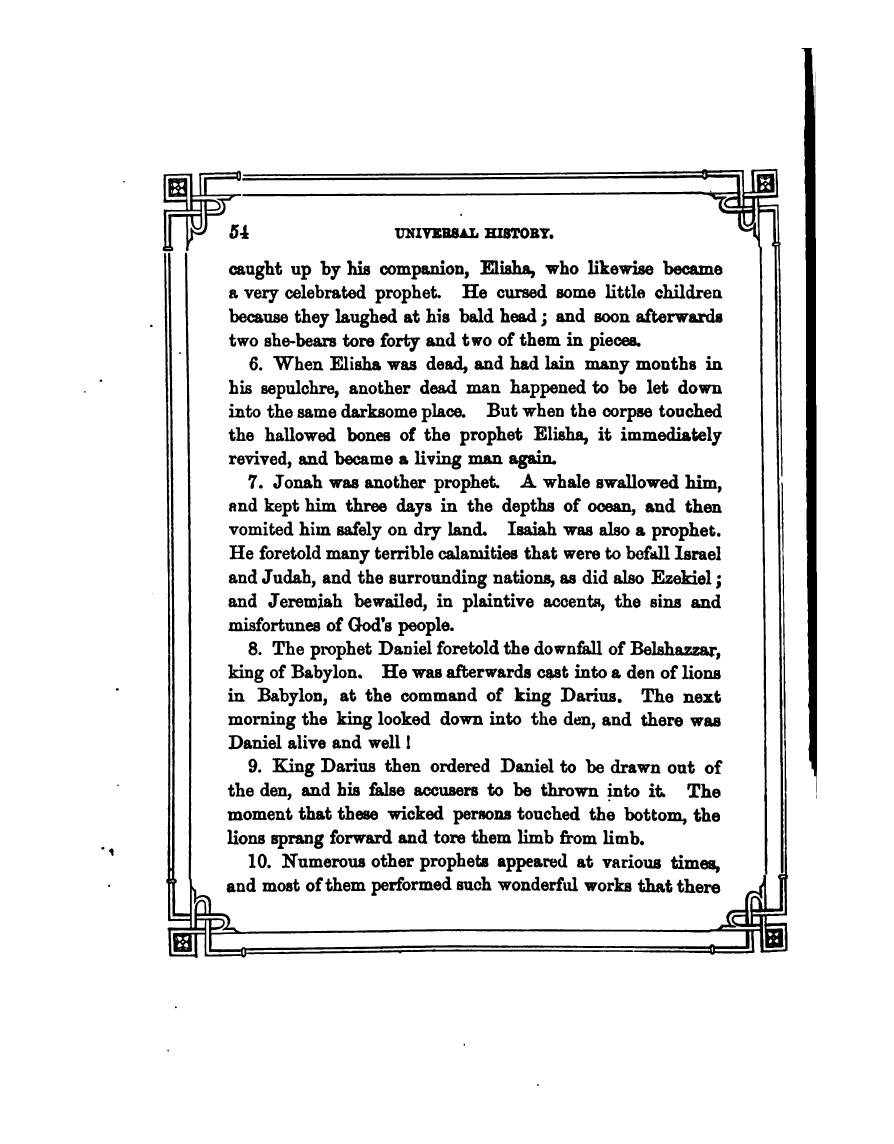 54 UNIVERSAL HISTORY.
caught up by his companion, Elisha, who likewise became
a very celebrated prophet. He cursed some little children
because they laughed at his bald head; and soon afterwards
two she-bears tore forty and two of them in pieces.
6. When Elisha was dead, and had lain many months in
his sepulchre, another dead man happened to be let down
into the same darksome place. But when the corpse touched
the hallowed bones of the prophet Elisha, it immediately
revived, and became a living man again.
7. Jonah was another prophet. A whale swallowed him,
and kept him three days in the depths of ocean, and then
vomited him safely on dry land. Isaiah was also a prophet.
He foretold many terrible calamities that were to befall Israel
and Judah, and the surrounding nations, as did also Ezekiel;
and Jeremiah bewailed, in plaintive accents, the sins and
misfortunes of God's people.
8. The prophet Daniel foretold the downfall of Belshazzar,
king of Babylon. He was afterwards cast into a den of lions
in Babylon, at the command of king Darius. The next
morning the king looked down into the den, and there was
Daniel alive and well!
9. King Darius then ordered Daniel to be drawn out of
the den, and his false accusers to be thrown into it. The
moment that these wicked persons touched the bottom, the
lions sprang forward and tore them limb from limb.
10. Numerous other prophets appeared at various times,
and most of them performed such wonderful works that there